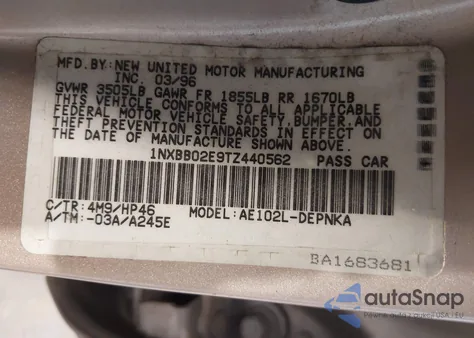 MFD.BY:NEW UNITED MOTOR MANUFACTURING
INC. 03/96
GVWR 3505LB GAWR FR 1855LB RR 1670LB
THIS VEHICLE CONFORMS TO ALL APPLICABLE
FEDERAL MOTOR VEHICLE SAFETY,BUMPER,AND
THEFT PREVENTION STANDARDS IN EFFECT ON
THE DATE OF MANUFACTURE SHOWN ABOVE.
1NXBB02E9TZ440562 PASS CAR
C/TR: 4M9/HP46 MODEL:AE102L-DEPNKA
A/TM:-03A/A245E
BA1683681
autoSnap